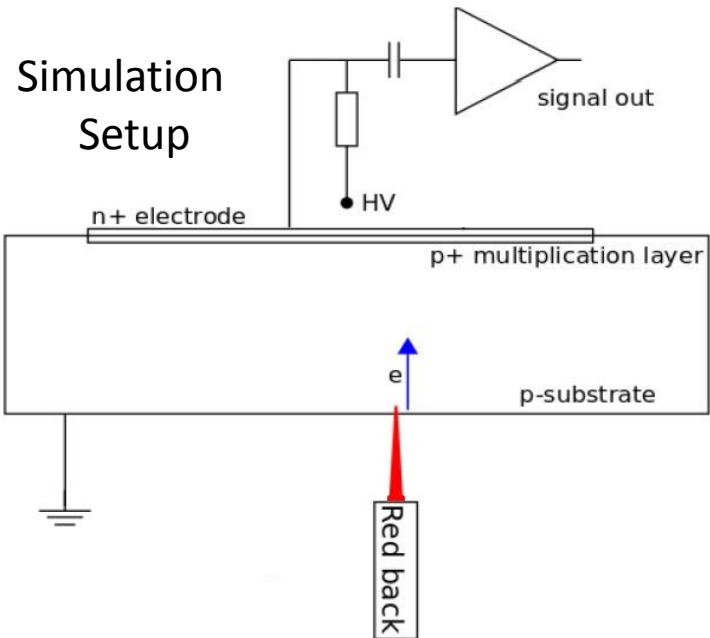 Simulation
Setup
signal out
HV
n+ electrode
p+ multiplication layer
e
p-substrate
Red back